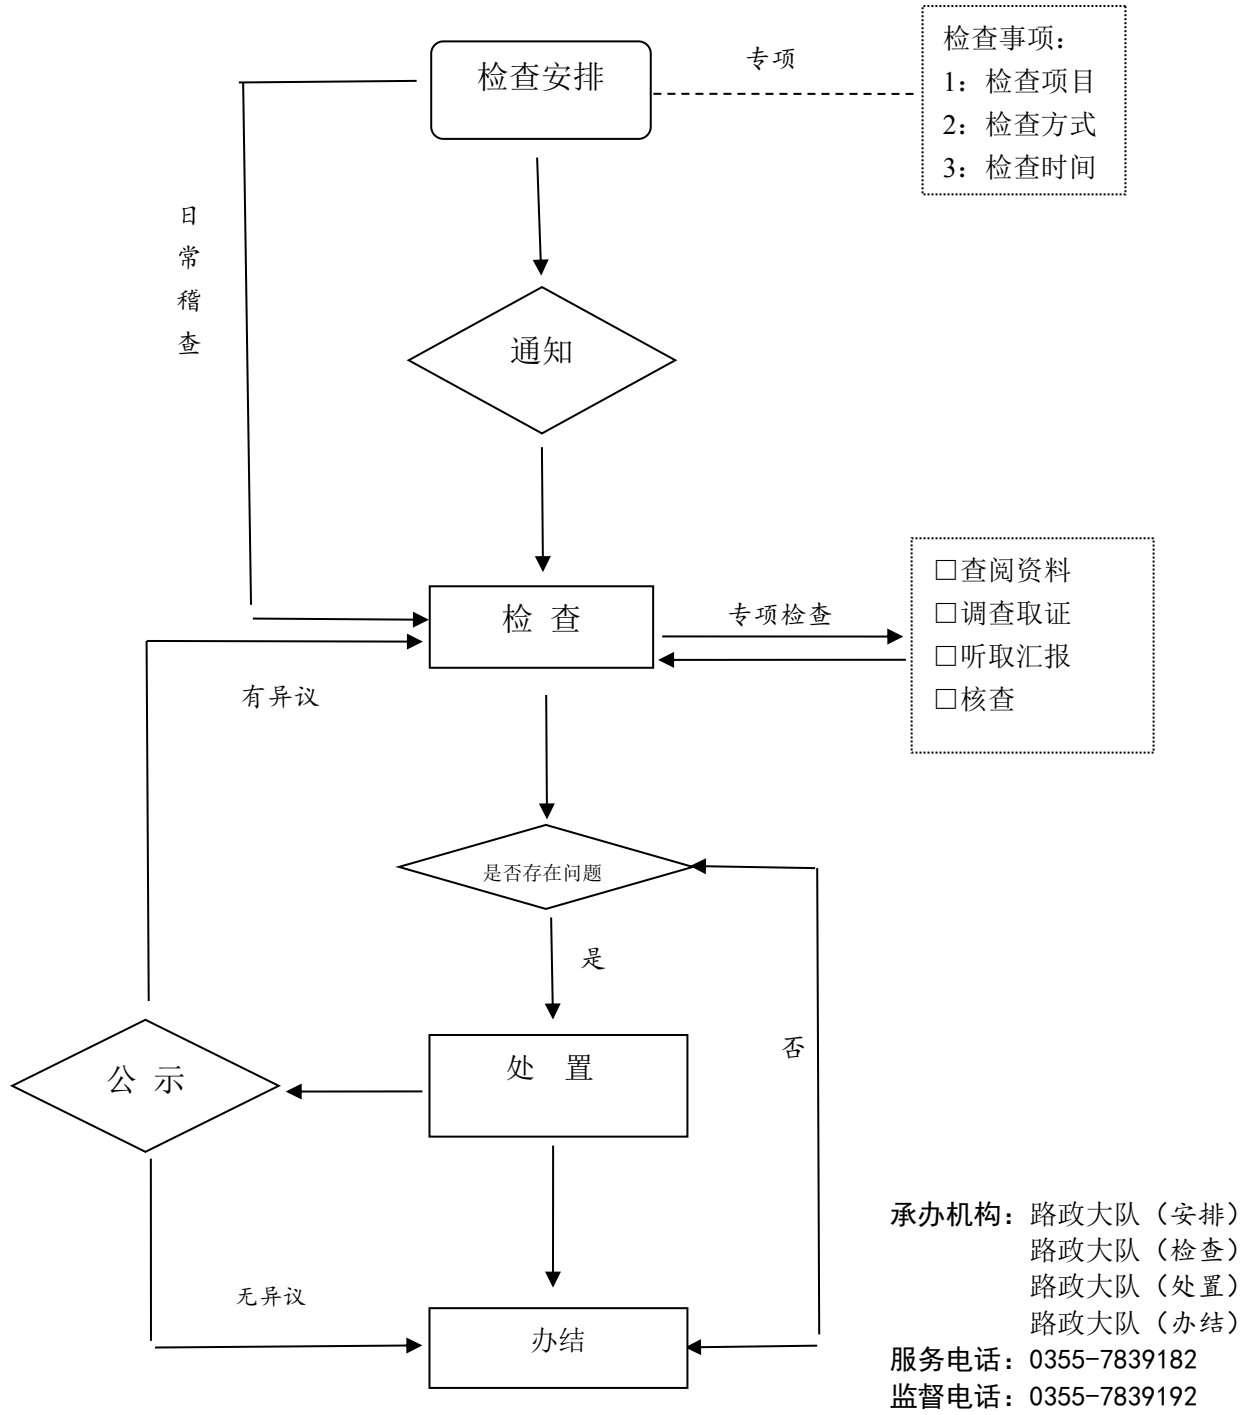 检查安排
专项
检查事项：
1：检查项目
2：检查方式
3：检查时间
日常稽查
通知
检 查
专项检查
□查阅资料
□调查取证
□听取汇报
□核查
有异议
是否存在问题
是
否
公 示
处 置
无异议
办结
承办机构：路政大队（安排）
路政大队（检查）
路政大队（处置）
路政大队（办结）
服务电话：0355-7839182
监督电话：0355-7839192